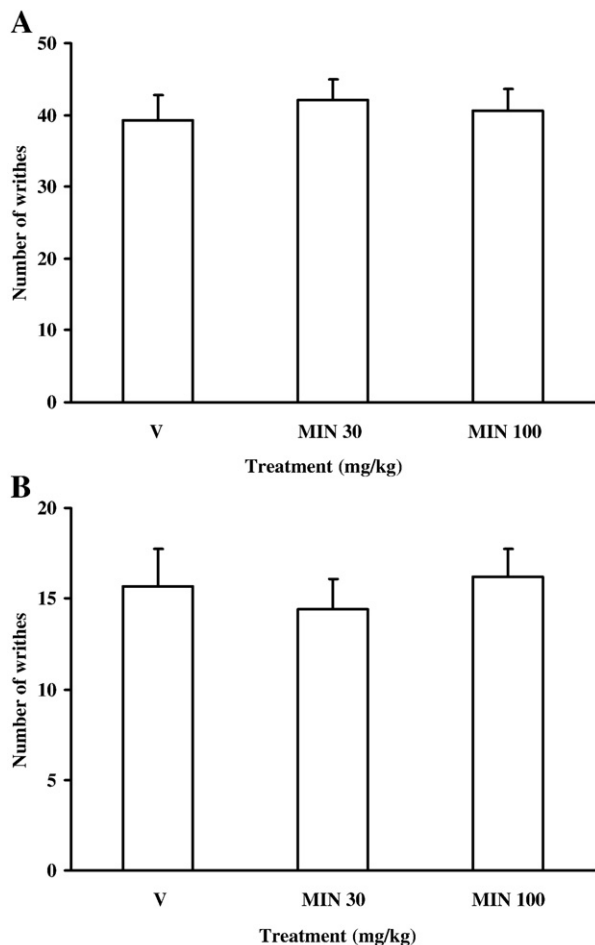 A
50
40
30
20
10
0
Number of writhes
V MIN 30 MIN 100
Treatment (mg/kg)
B
20
15
10
5
0
Number of writhes
V MIN 30 MIN 100
Treatment (mg/kg)